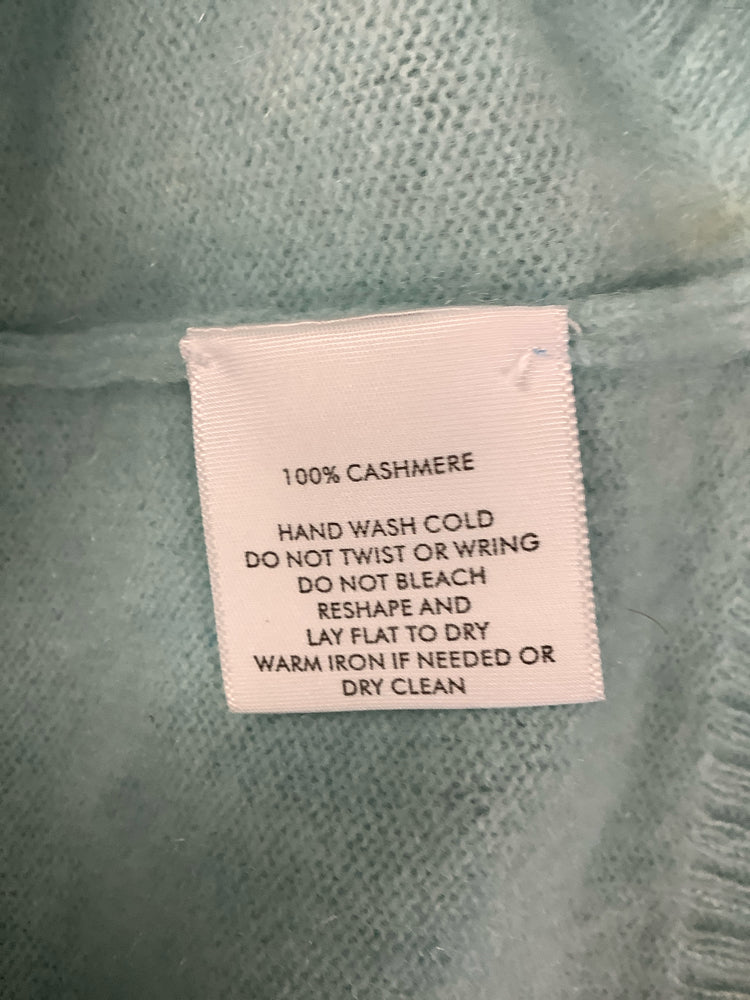 100% CASHMERE
HAND WASH COLD
DO NOT TWIST OR WRING
DO NOT BLEACH
RESHAPE AND
LAY FLAT TO DRY
WARM IRON IF NEEDED OR
DRY CLEAN